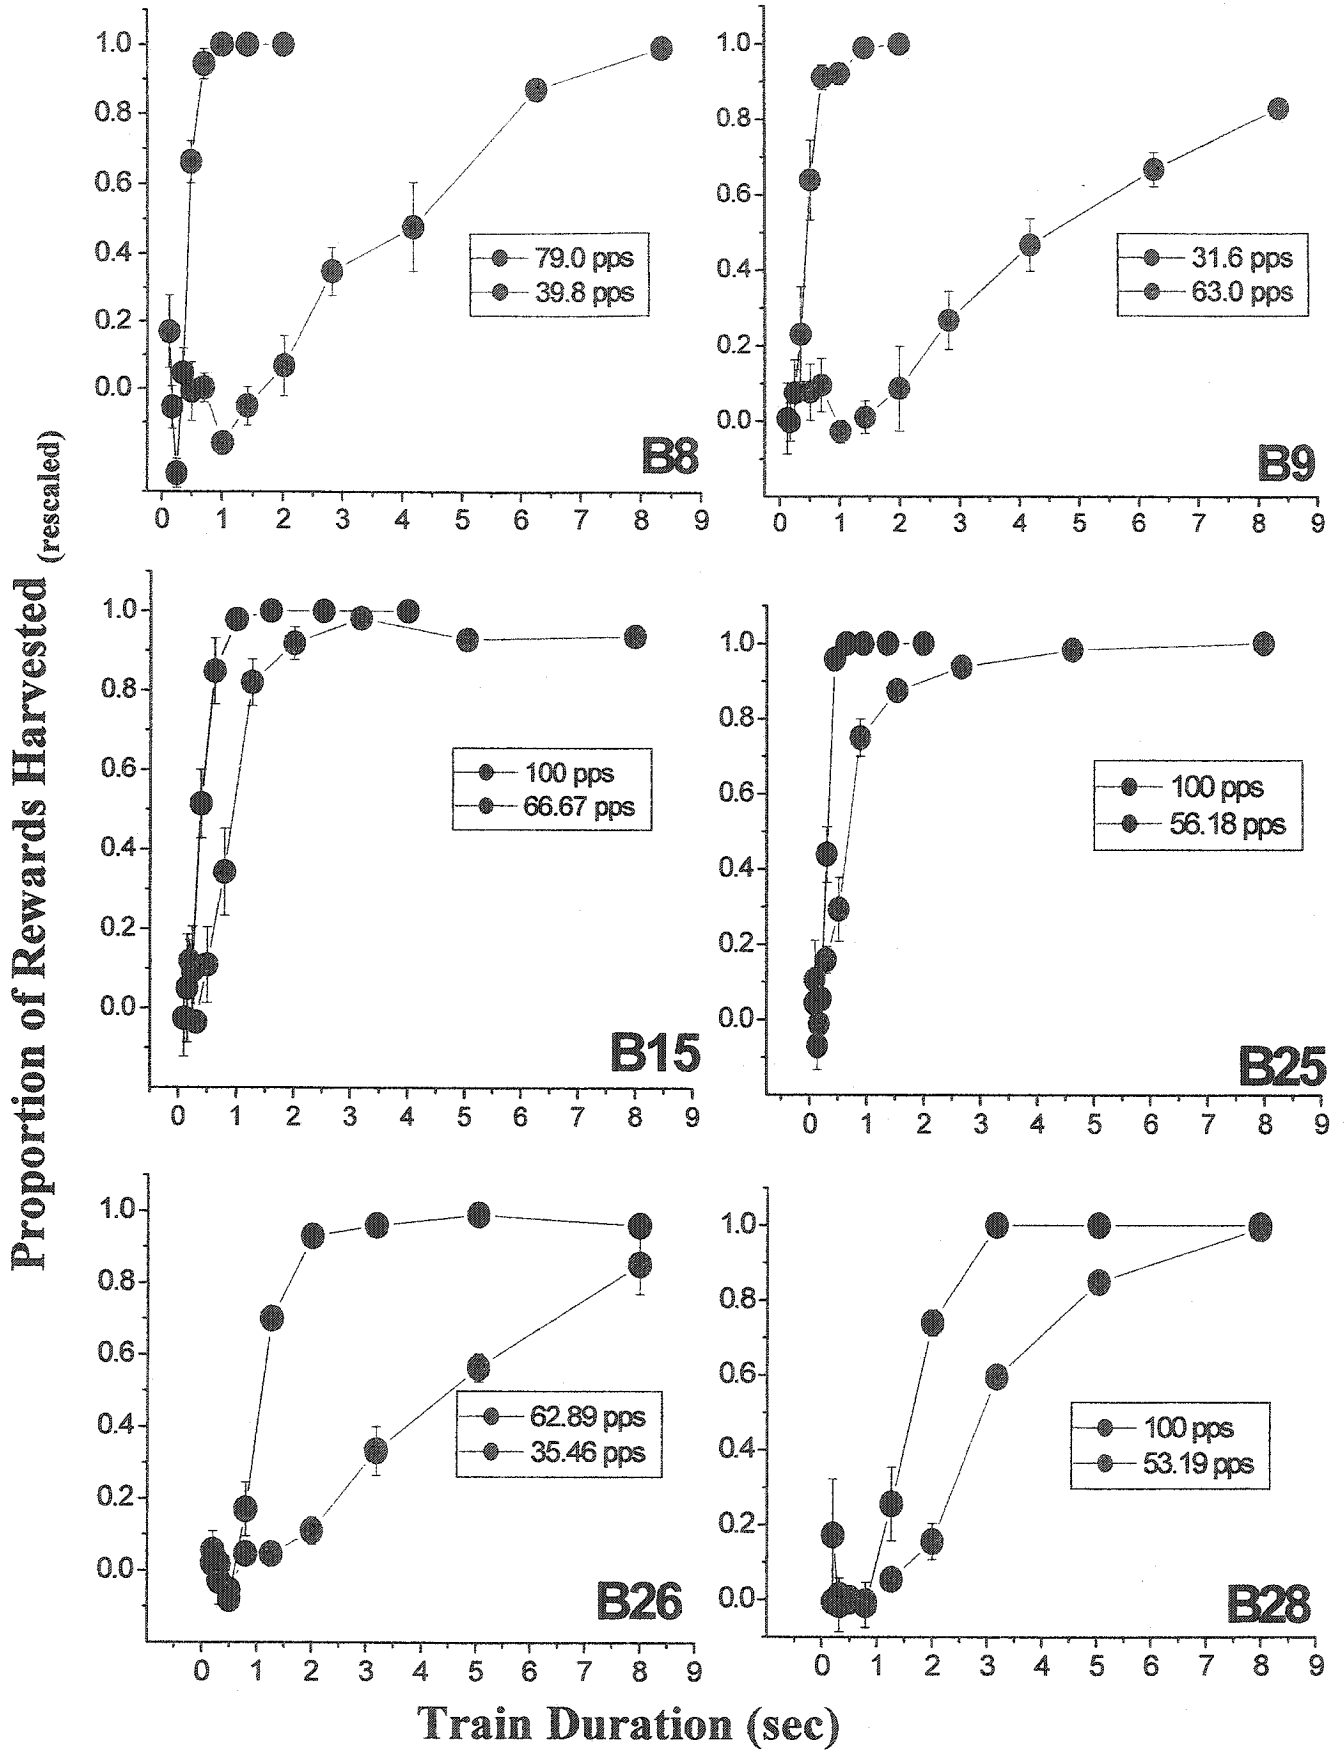 Proportion of Rewards Harvested (rescaled)
1.0
0.8
0.6
0.4
0.2
0.0
79.0 pps
39.8 pps
B8
0 1 2 3 4 5 6 7 8 9
1.0
0.8
0.6
0.4
0.2
0.0
31.6 pps
63.0 pps
B9
0 1 2 3 4 5 6 7 8 9
1.0
0.8
0.6
0.4
0.2
0.0
100 pps
66.67 pps
B15
0 1 2 3 4 5 6 7 8 9
1.0
0.8
0.6
0.4
0.2
0.0
100 pps
56.18 pps
B25
0 1 2 3 4 5 6 7 8 9
1.0
0.8
0.6
0.4
0.2
0.0
62.89 pps
35.46 pps
B26
0 1 2 3 4 5 6 7 8 9
1.0
0.8
0.6
0.4
0.2
0.0
100 pps
53.19 pps
B28
0 1 2 3 4 5 6 7 8 9
Train Duration (sec)